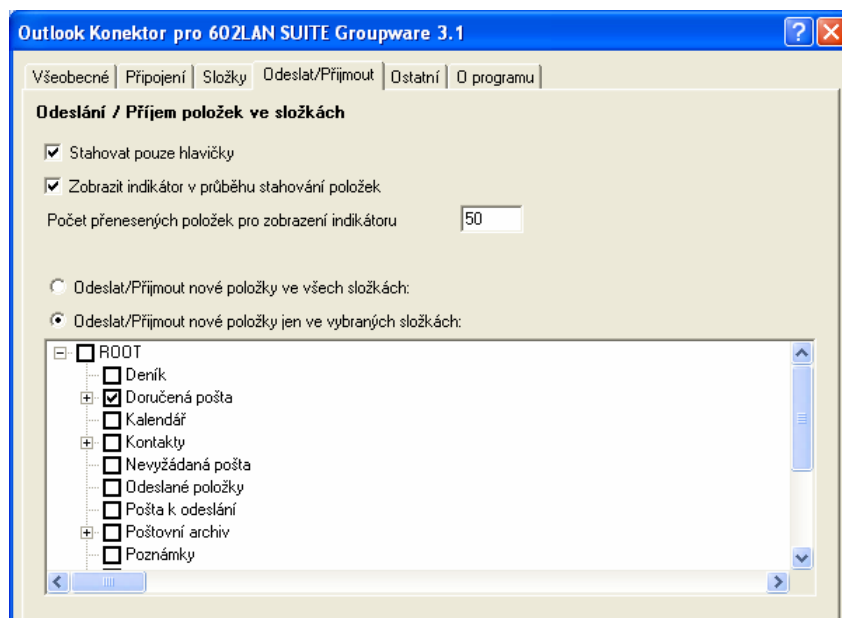 Outlook Konektor pro 602LAN SUITE Groupware 3.1
Všeobecné Připojení Složky Odeslat/Přijmout Ostatní O programu
Odeslání / Příjem položek ve složkách
Stahovat pouze hlavičky
Zobrazit indikátor v průběhu stahování položek
Počet přenesených položek pro zobrazení indikátoru 50
Odeslat/Přijmout nové položky ve všech složkách:
Odeslat/Přijmout nové položky jen ve vybraných složkách:
ROOT
Deník
Doručená pošta
Kalendář
Kontakty
Nevyžádaná pošta
Odeslané položky
Pošta k odeslání
Poštovní archiv
Poznámky